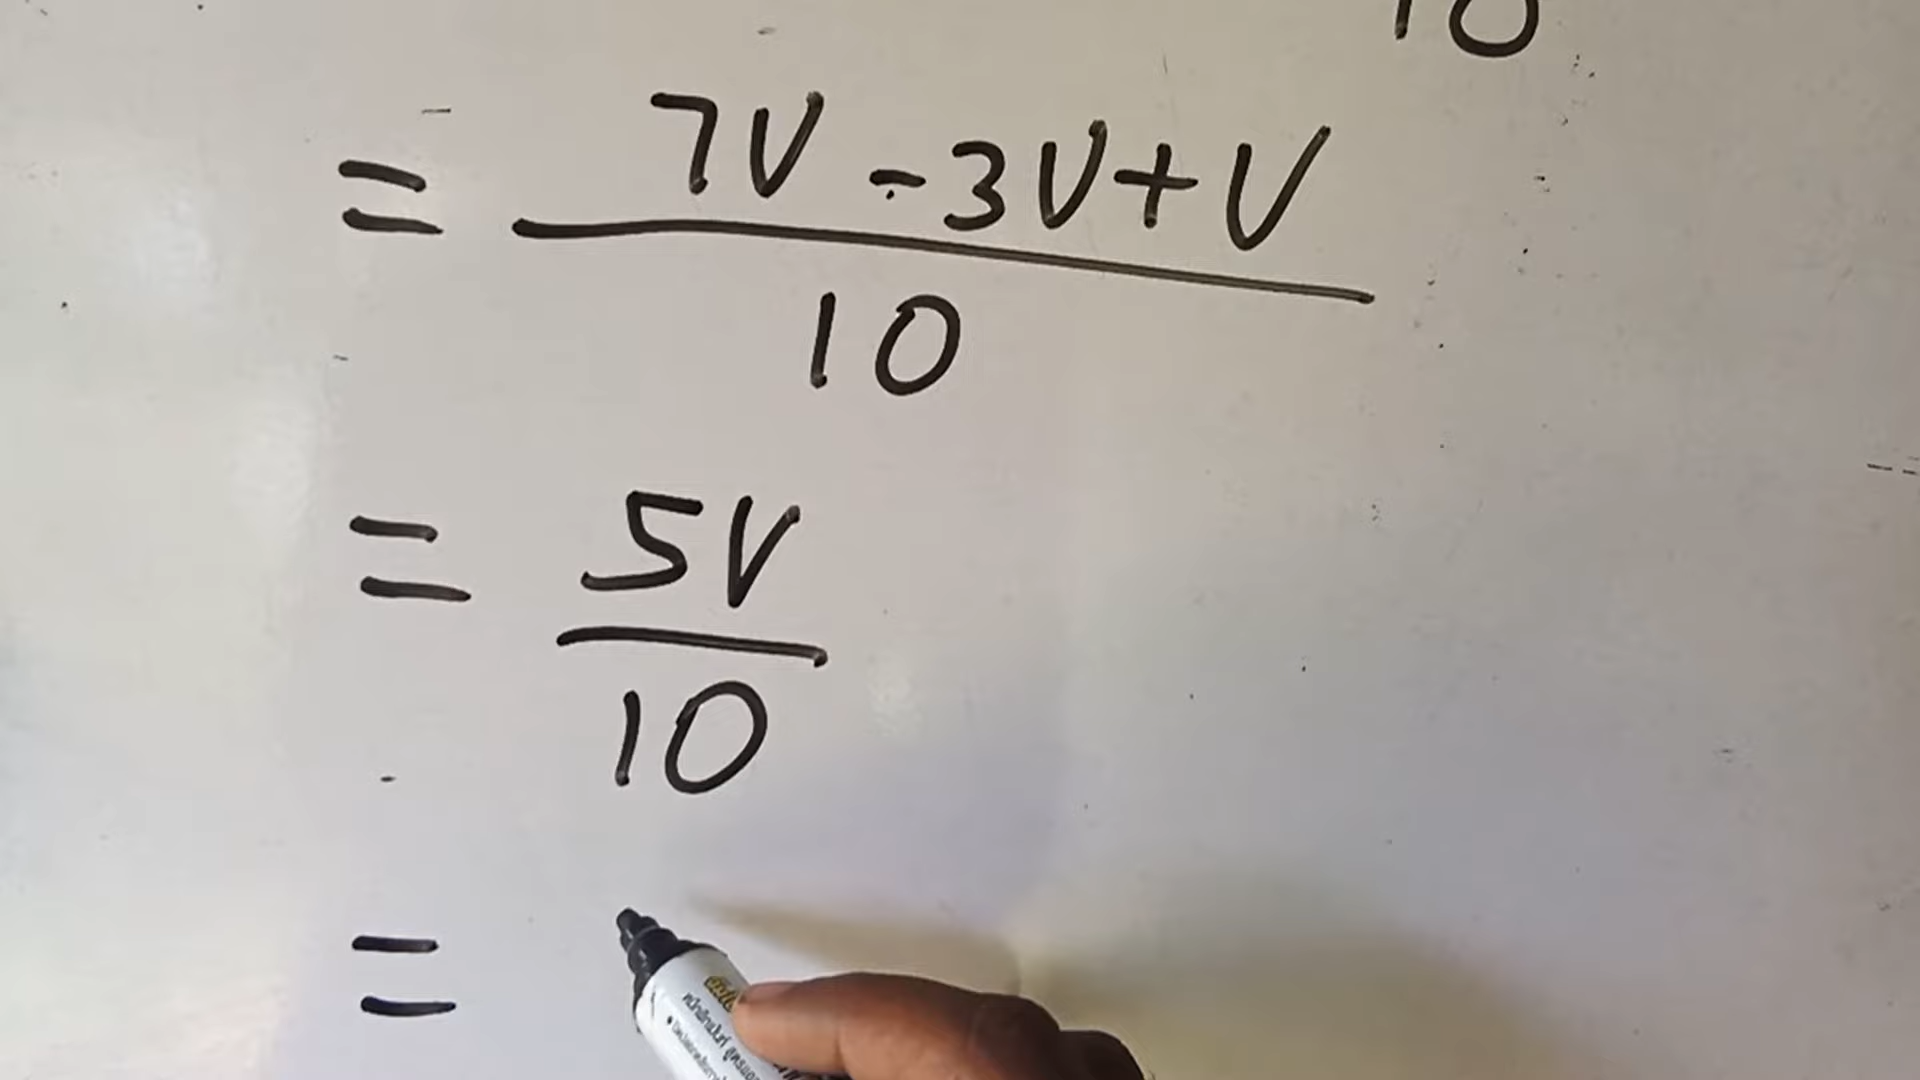 10
= 7V - 3V + V
10
= 5V
10
=